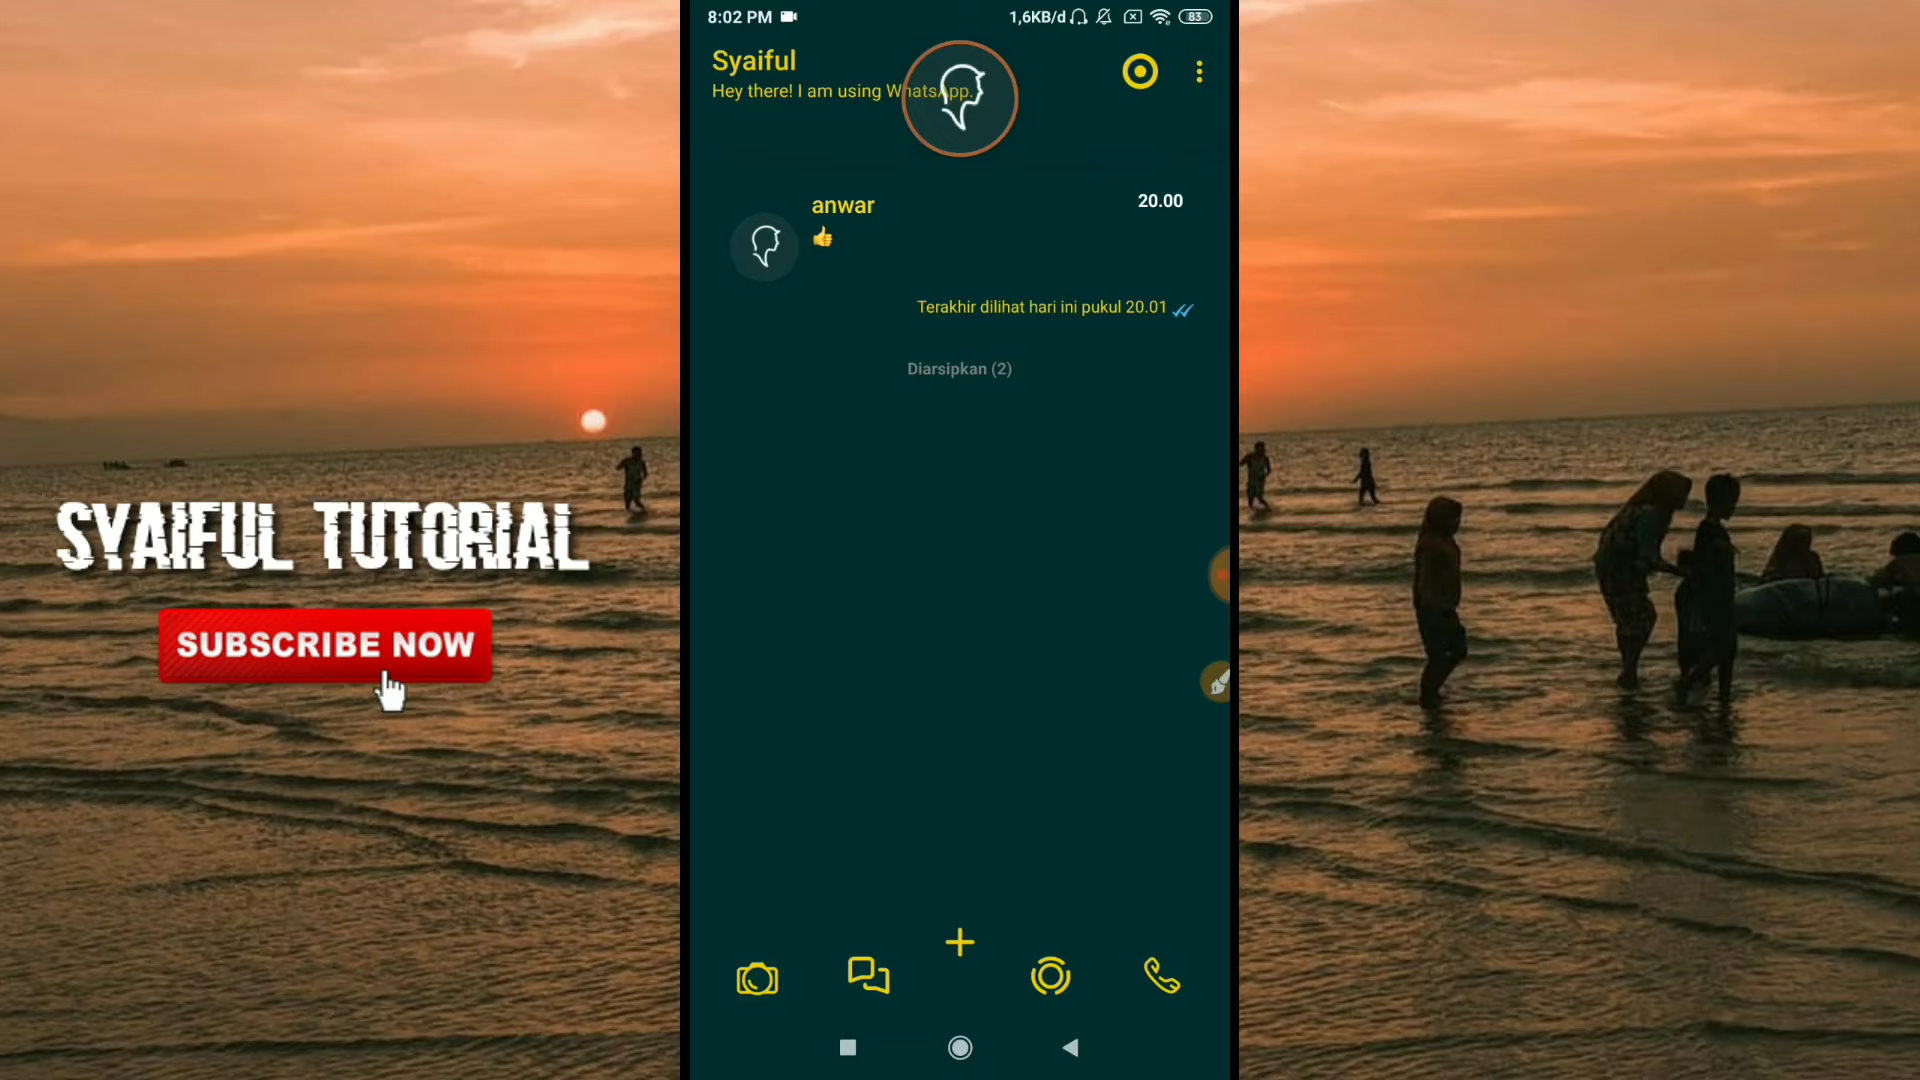 8:02 PM
1,6KB/d
83
Syaiful
Hey there! I am using WhatsApp.
anwar
20.00
👍
Terakhir dilihat hari ini pukul 20.01
Diarsipkan (2)
SYAIFUL TUTORIAL
SUBSCRIBE NOW